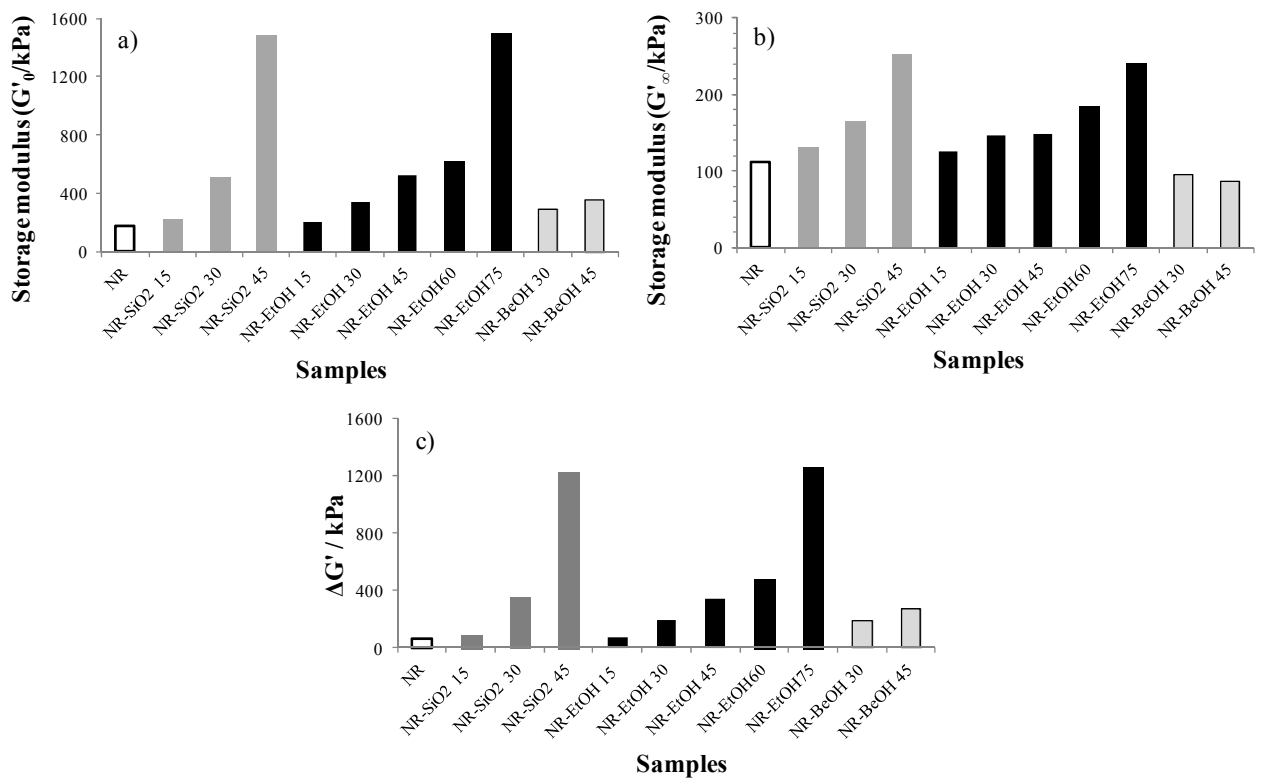 a)
Storage modulus (G'0/kPa)
1600
1200
800
400
0
NR
NR-SiO2 15
NR-SiO2 30
NR-SiO2 45
NR-EtOH 15
NR-EtOH 30
NR-EtOH 45
NR-EtOH60
NR-EtOH75
NR-BeOH 30
NR-BeOH 45
Samples
b)
Storage modulus (G'∞/kPa)
300
250
200
150
100
50
0
NR
NR-SiO2 15
NR-SiO2 30
NR-SiO2 45
NR-EtOH 15
NR-EtOH 30
NR-EtOH 45
NR-EtOH60
NR-EtOH75
NR-BeOH 30
NR-BeOH 45
Samples
c)
ΔG' / kPa
1600
1200
800
400
0
NR
NR-SiO2 15
NR-SiO2 30
NR-SiO2 45
NR-EtOH 15
NR-EtOH 30
NR-EtOH 45
NR-EtOH60
NR-EtOH75
NR-BeOH 30
NR-BeOH 45
Samples